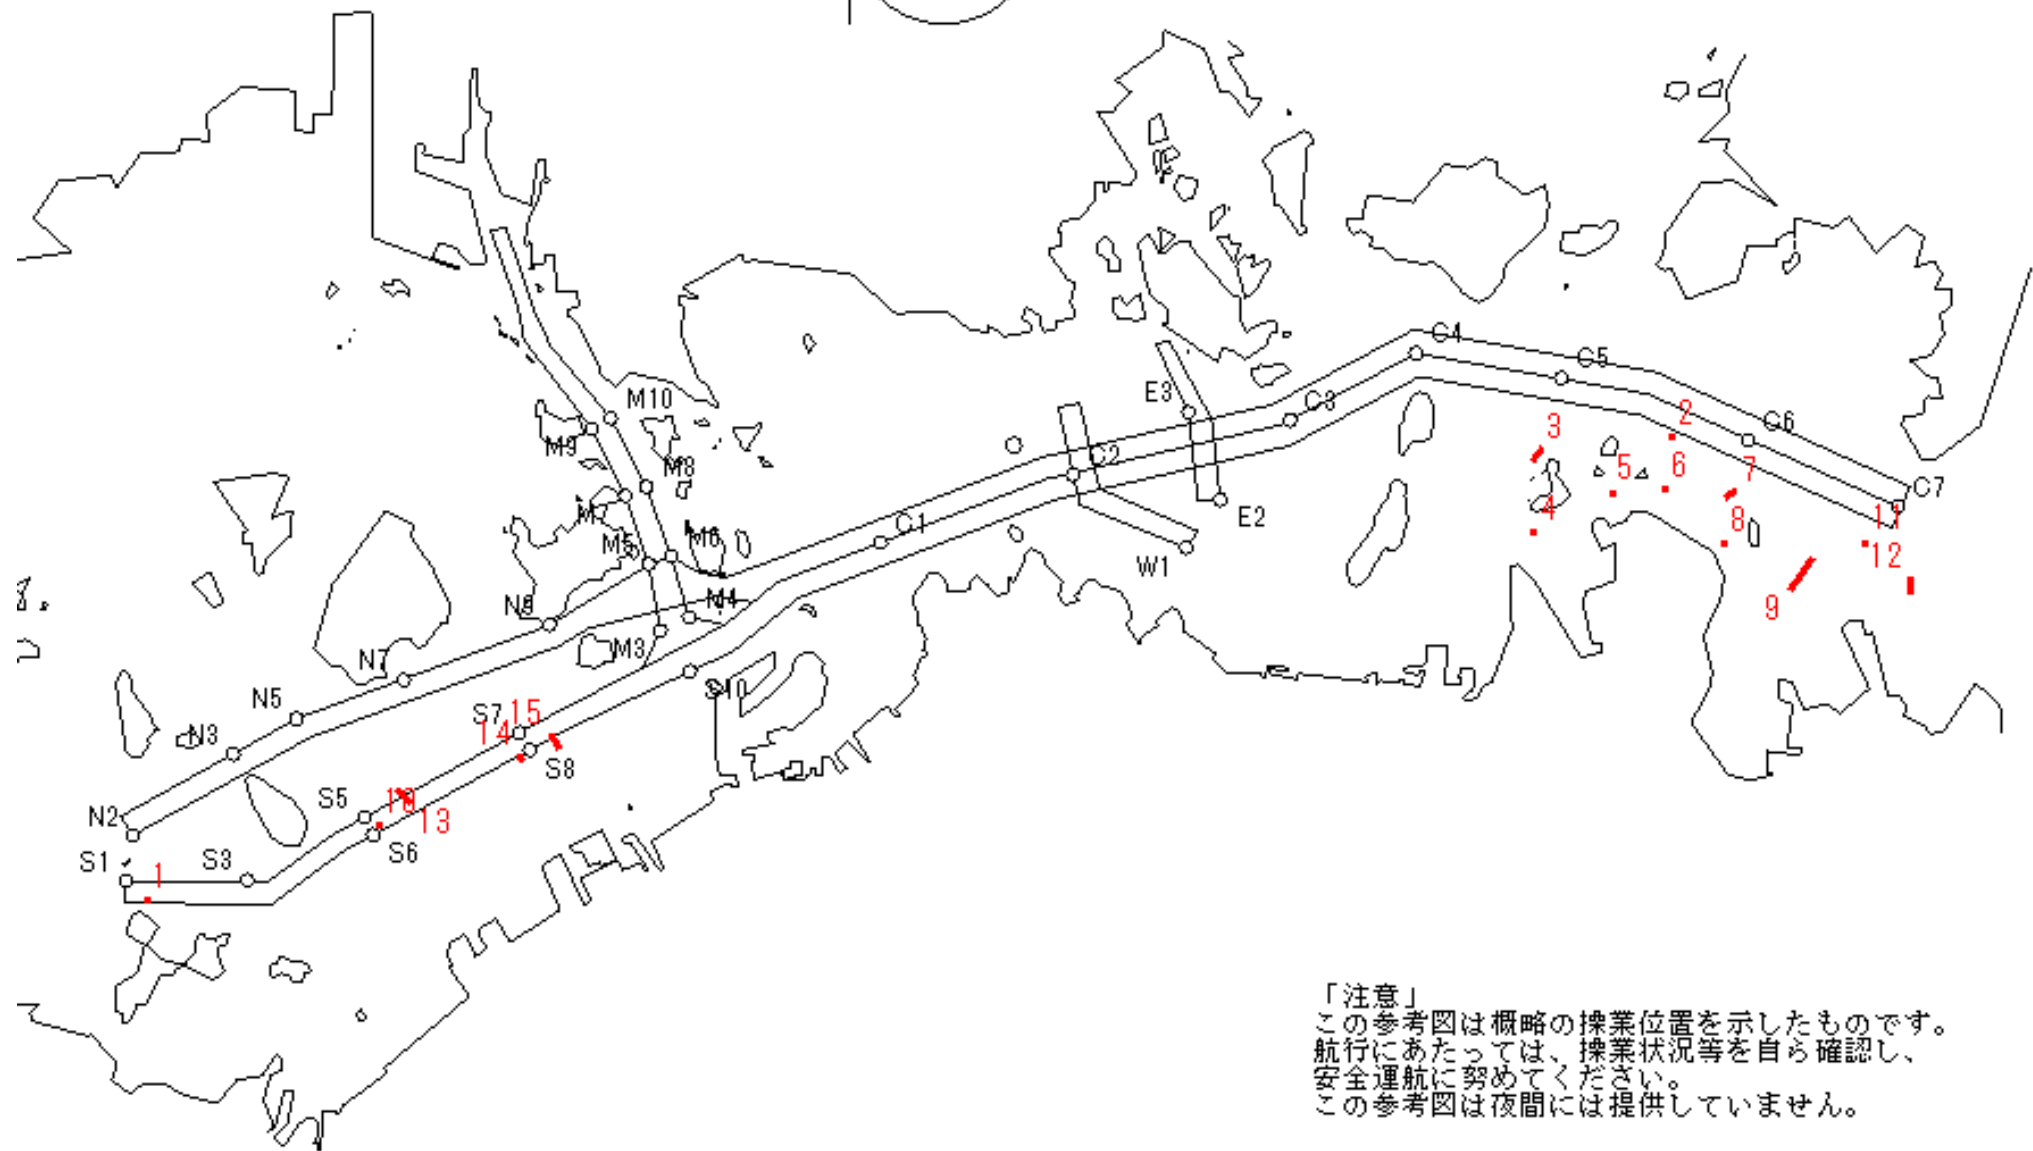 C4
C5
M10
E3
C3
3
2
C6
M9
M8
C2
5
6
7
C7
M7
4
8
11
E2
M5
M6
C1
W1
12
9
M4
M3
N7
N5
S7
15
14
N3
S8
S5
13
N2
S6
S1
S3
1
「注意」
この参考図は概略の操業位置を示したものです。
航行にあたっては、操業状況等を自ら確認し、
安全運航に努めてください。
この参考図は夜間には提供していません。